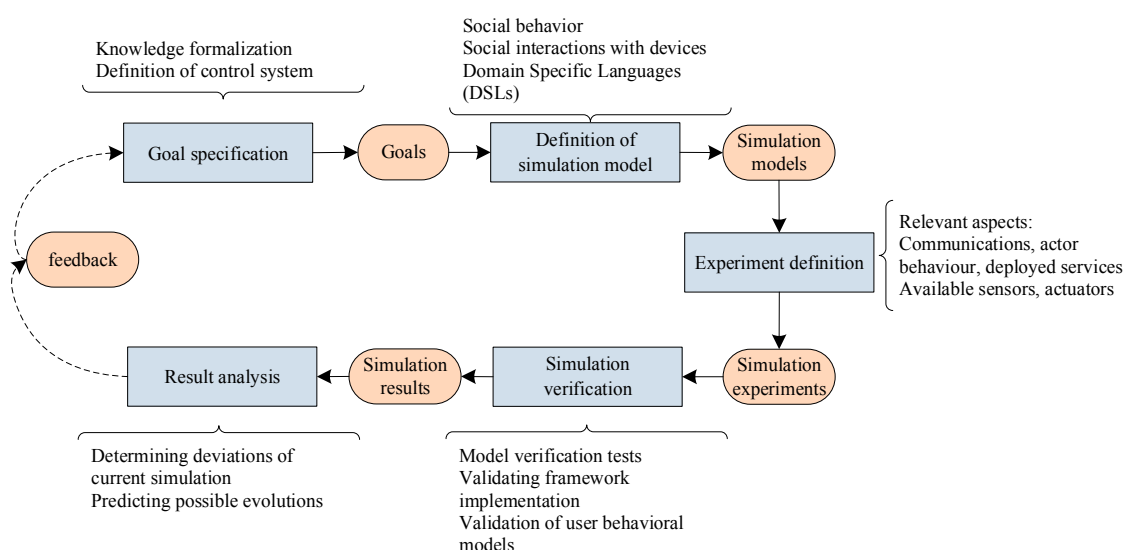 Knowledge formalization
Definition of control system
Social behavior
Social interactions with devices
Domain Specific Languages
(DSLs)
Goal specification
Goals
Definition of
simulation model
Simulation
models
Relevant aspects:
Communications, actor
behaviour, deployed services
Available sensors, actuators
Experiment definition
feedback
Result analysis
Simulation
results
Simulation
verification
Simulation
experiments
Determining deviations of
current simulation
Predicting possible evolutions
Model verification tests
Validating framework
implementation
Validation of user behavioral
models